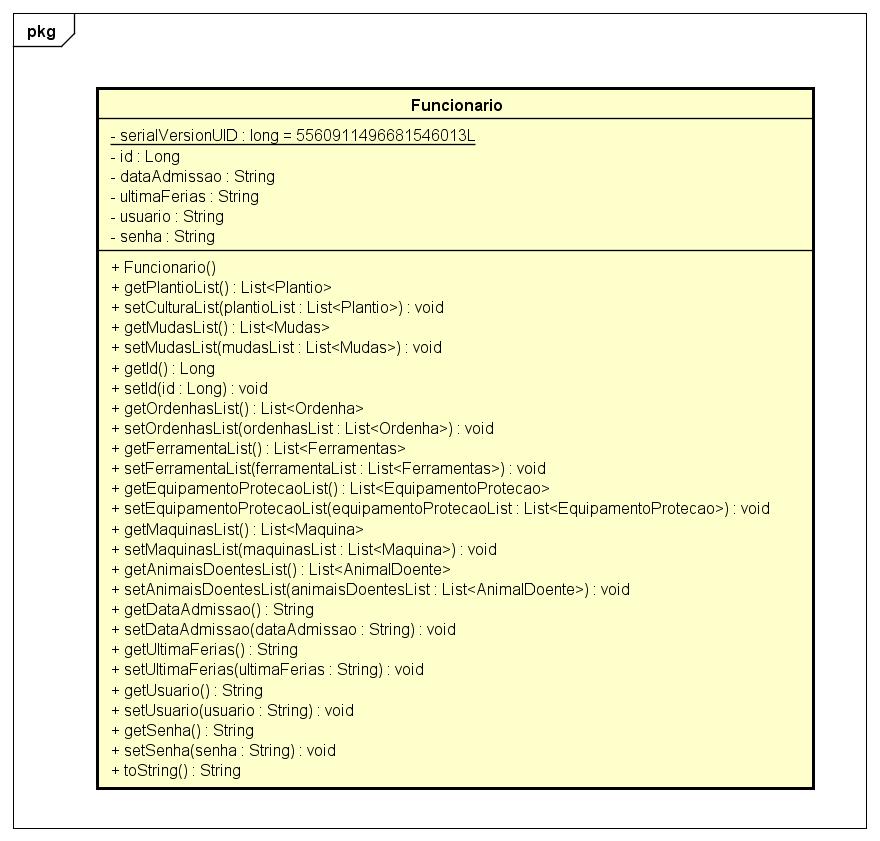 pkg
Funcionario
- serialVersionUID : long = 5560911496681546013L
- id : Long
- dataAdmissao : String
- ultimaFerias : String
- usuario : String
- senha : String
+ Funcionario()
+ getPlantioList() : List<Plantio>
+ setCulturaList(plantioList : List<Plantio>) : void
+ getMudasList() : List<Mudas>
+ setMudasList(mudasList : List<Mudas>) : void
+ getId() : Long
+ setId(id : Long) : void
+ getOrdenhasList() : List<Ordenha>
+ setOrdenhasList(ordenhasList : List<Ordenha>) : void
+ getFerramentaList() : List<Ferramentas>
+ setFerramentaList(ferramentaList : List<Ferramentas>) : void
+ getEquipamentoProtecaoList() : List<EquipamentoProtecao>
+ setEquipamentoProtecaoList(equipamentoProtecaoList : List<EquipamentoProtecao>) : void
+ getMaquinasList() : List<Maquina>
+ setMaquinasList(maquinasList : List<Maquina>) : void
+ getAnimaisDoentesList() : List<AnimalDoente>
+ setAnimaisDoentesList(animaisDoentesList : List<AnimalDoente>) : void
+ getDataAdmissao() : String
+ setDataAdmissao(dataAdmissao : String) : void
+ getUltimaFerias() : String
+ setUltimaFerias(ultimaFerias : String) : void
+ getUsuario() : String
+ setUsuario(usuario : String) : void
+ getSenha() : String
+ setSenha(senha : String) : void
+ toString() : String